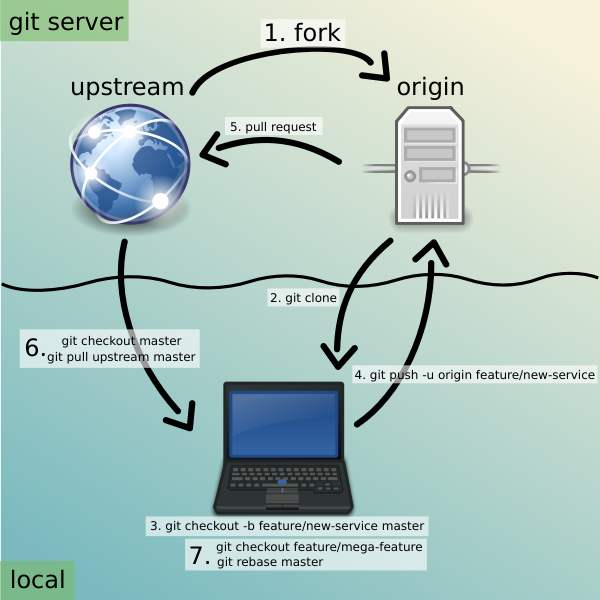 git server
1. fork
upstream
origin
5. pull request
2. git clone
6. git checkout master
git pull upstream master
4. git push -u origin feature/new-service
3. git checkout -b feature/new-service master
7. git checkout feature/mega-feature
git rebase master
local